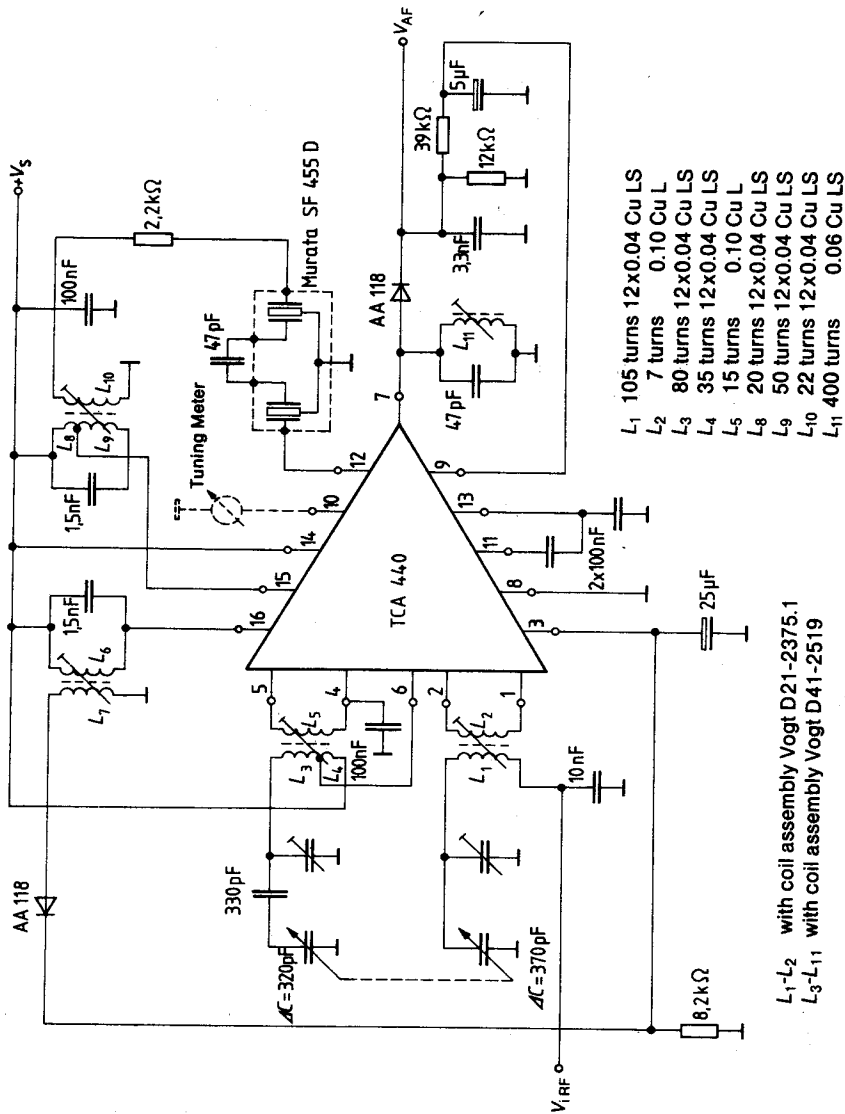 +VS
VAF
Murata SF 455 D
2,2kΩ
100nF
L10
L8
L9
1,5nF
47pF
12
Tuning Meter
10
14
15
1,5nF
16
L6
L7
TCA 440
7
AA 118
39kΩ
5µF
12kΩ
3,3nF
L11
47pF
9
13
11
2x100nF
8
3
25µF
5
4
6
2
1
L3
L5
L4
100nF
L1
L2
10nF
AA 118
330pF
ΔC=320pF
ΔC=370pF
8,2kΩ
Vi RF
L1 105 turns 12x0.04 Cu LS
L2 7 turns 0.10 Cu L
L3 80 turns 12x0.04 Cu LS
L4 35 turns 12x0.04 Cu LS
L5 15 turns 0.10 Cu L
L8 20 turns 12x0.04 Cu LS
L9 50 turns 12x0.04 Cu LS
L10 22 turns 12x0.04 Cu LS
L11 400 turns 0.06 Cu LS
L1-L2 with coil assembly Vogt D21-2375.1
L3-L11 with coil assembly Vogt D41-2519